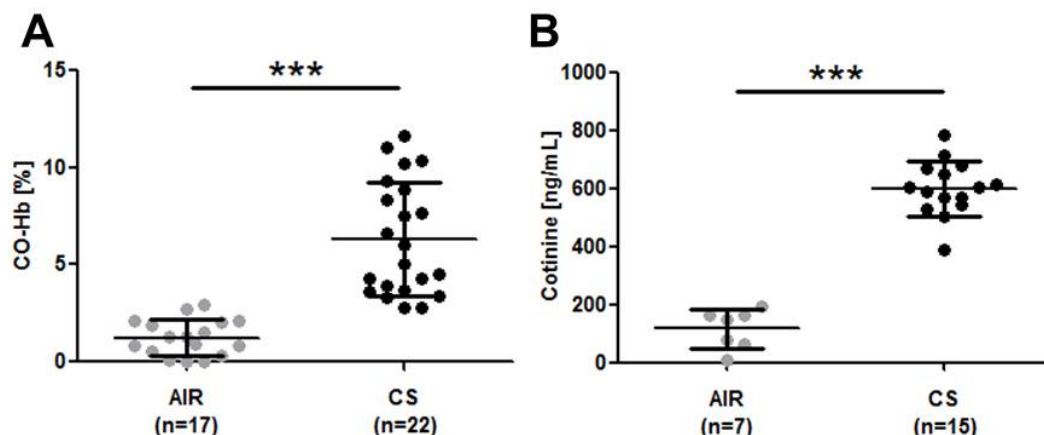 A
***
15
10
5
0
CO-Hb [%]
AIR
(n=17)
CS
(n=22)
B
***
1000
800
600
400
200
0
Cotinine [ng/mL]
AIR
(n=7)
CS
(n=15)